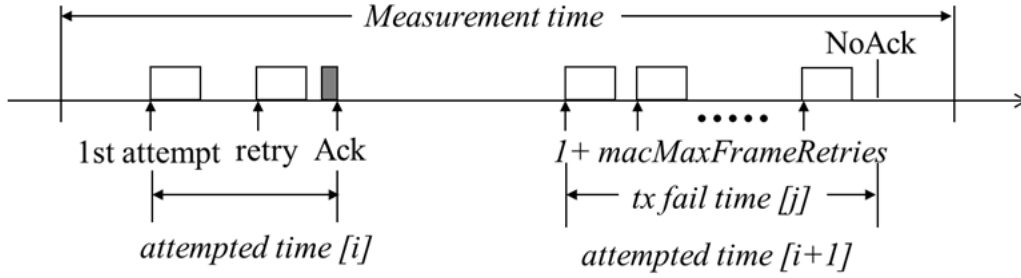 Measurement time
NoAck
1st attempt retry Ack
1+ macMaxFrameRetries
tx fail time [j]
attempted time [i]
attempted time [i+1]